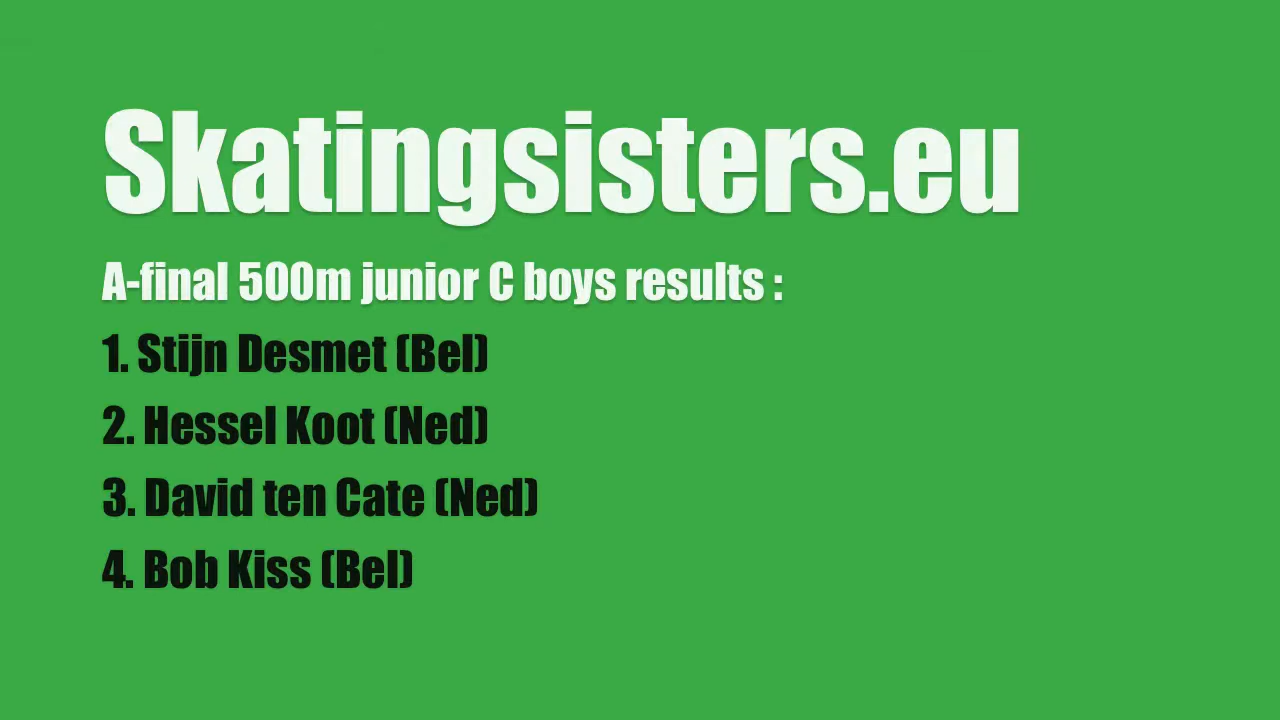 Skatingsisters.eu
A-final 500m junior C boys results :
1. Stijn Desmet (Bel)
2. Hessel Koot (Ned)
3. David ten Cate (Ned)
4. Bob Kiss (Bel)